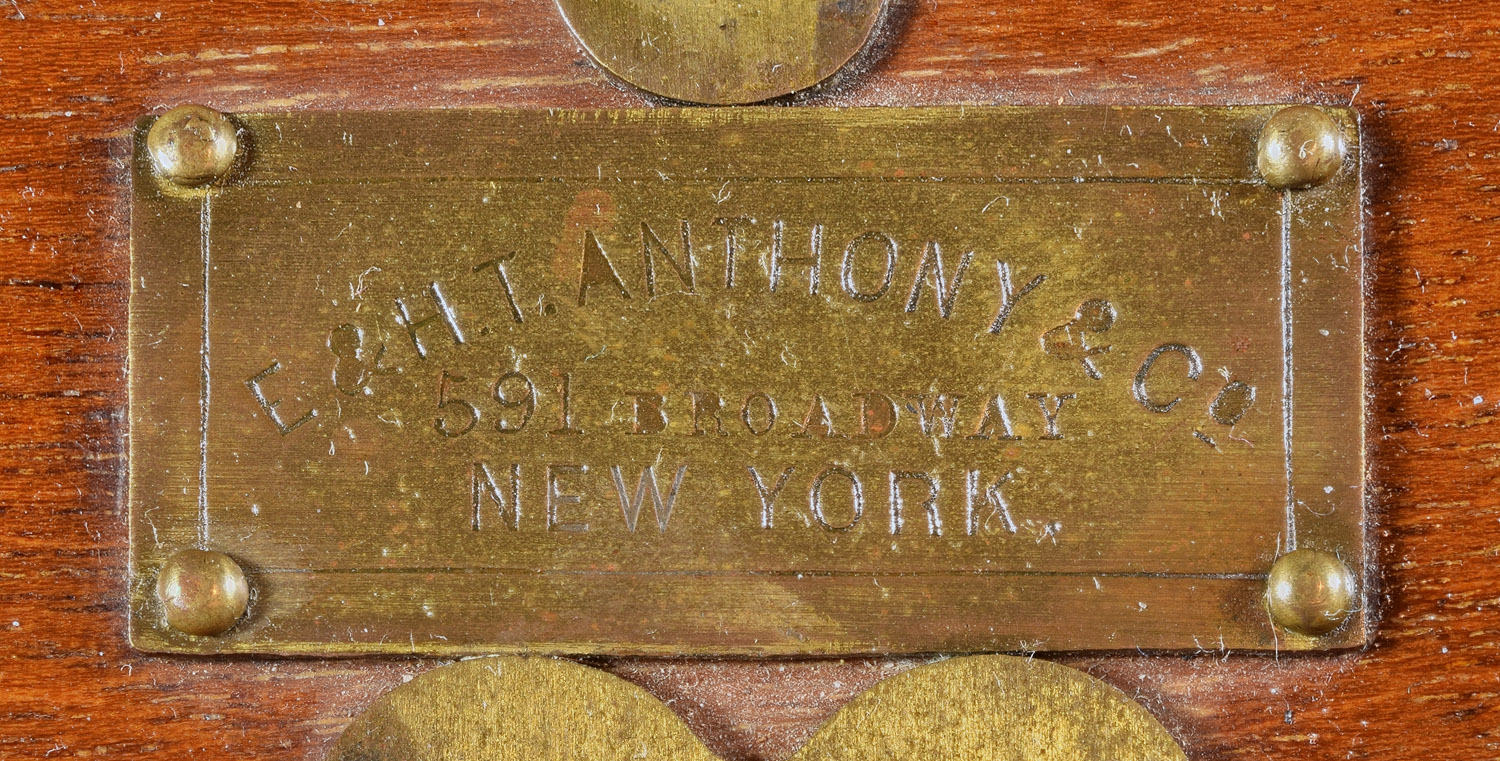 E. & H.T. ANTHONY & CO.
591 BROADWAY
NEW YORK.